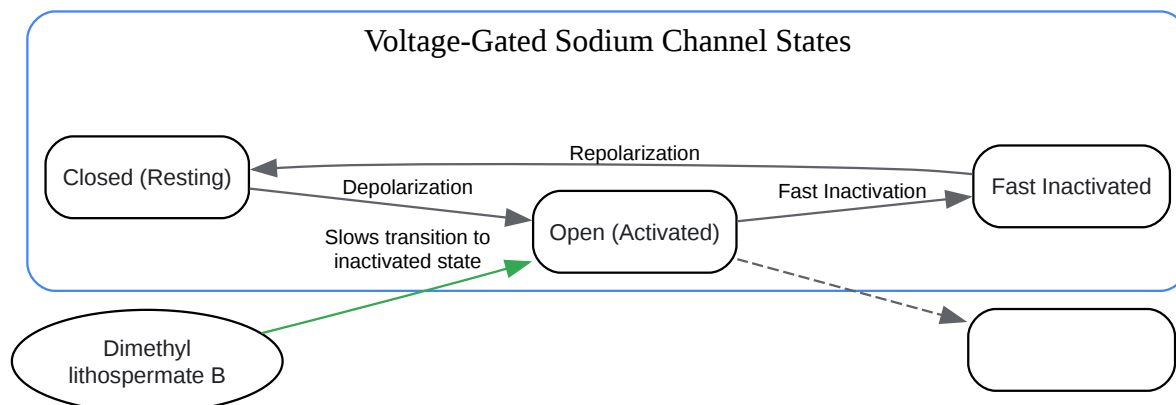 Voltage-Gated Sodium Channel States
Repolarization
Closed (Resting)
Depolarization
Fast Inactivation
Fast Inactivated
Open (Activated)
Slows transition to
inactivated state
Dimethyl
lithospermate B